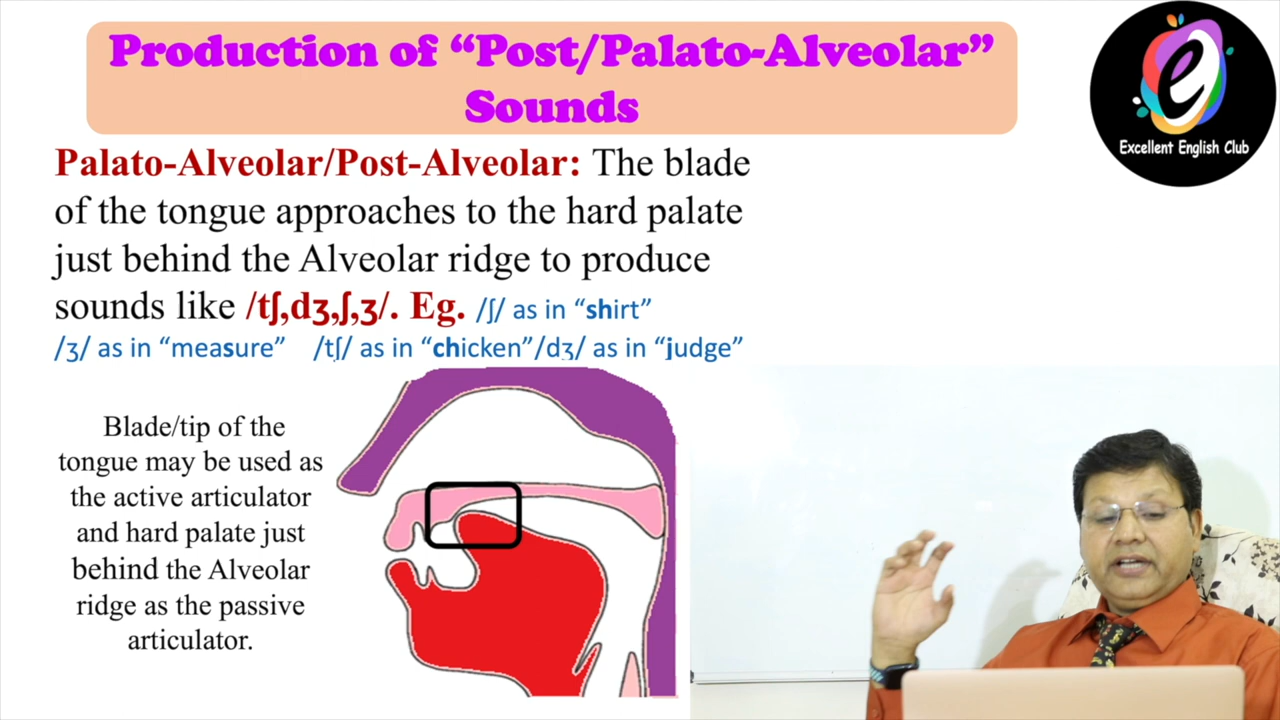 Production of “Post/Palato-Alveolar”
Sounds
Excellent English Club
Palato-Alveolar/Post-Alveolar: The blade
of the tongue approaches to the hard palate
just behind the Alveolar ridge to produce
sounds like /tʃ,dʒ,ʃ,ʒ/. Eg. /ʃ/ as in “shirt”
/ʒ/ as in “measure” /tʃ/ as in “chicken”/dʒ/ as in “judge”
Blade/tip of the
tongue may be used as
the active articulator
and hard palate just
behind the Alveolar
ridge as the passive
articulator.